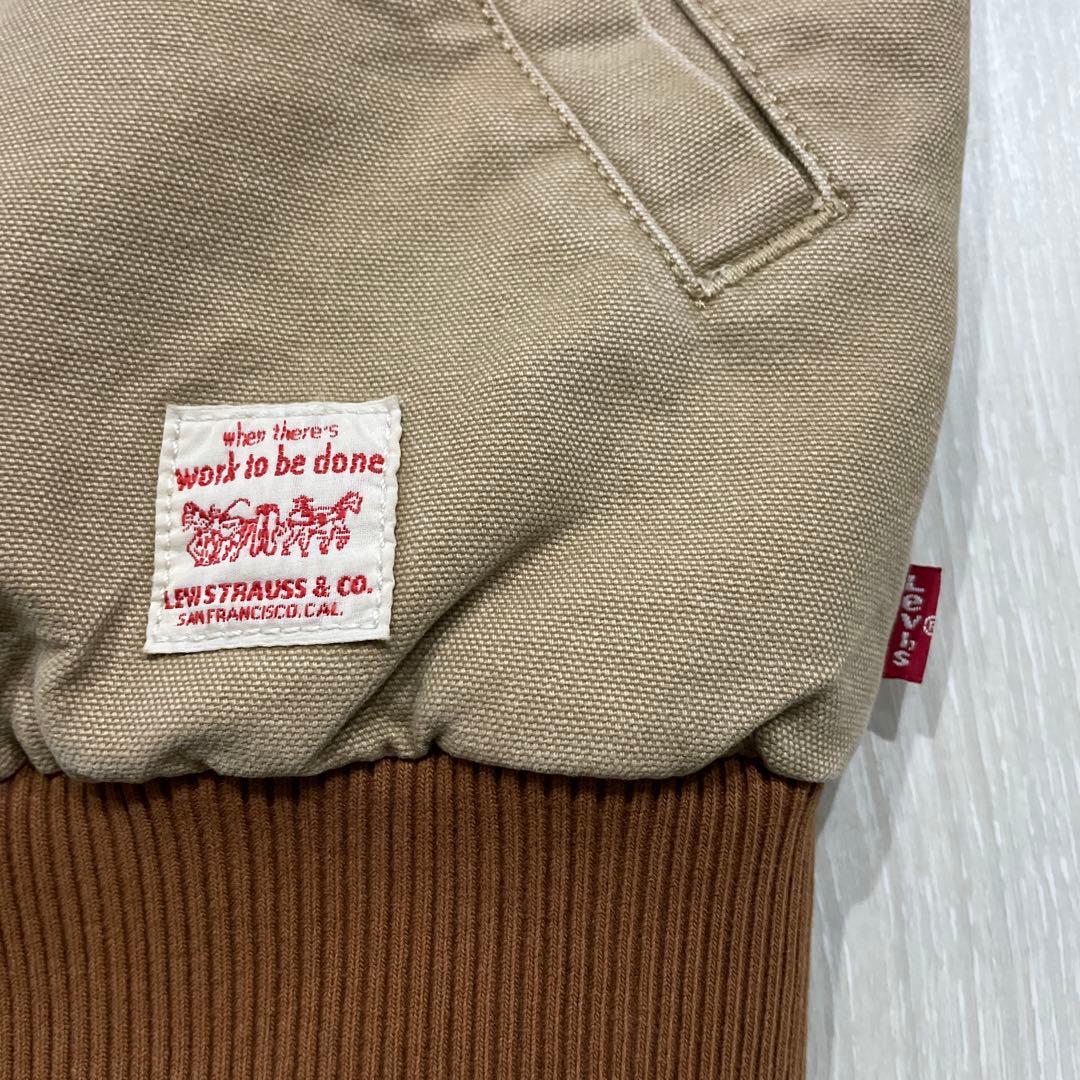 when there's
work to be done
LEVI STRAUSS & CO.
SAN FRANCISCO, CAL.
Levi's®